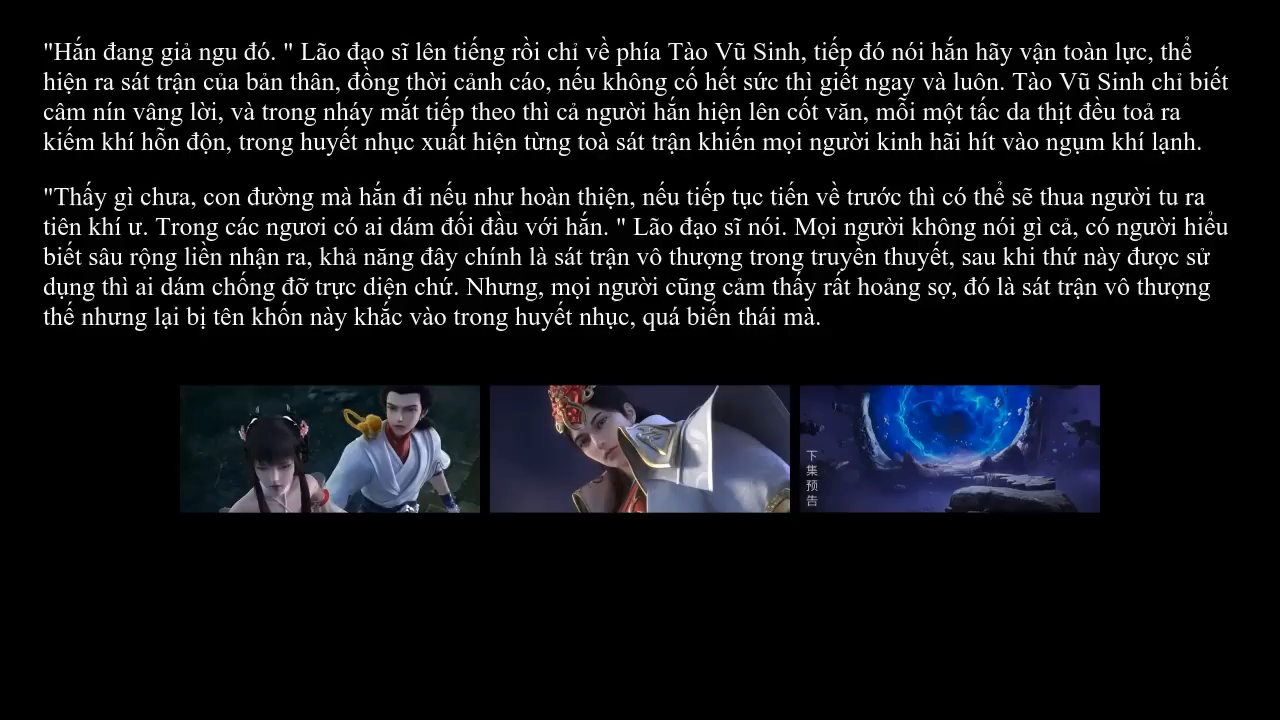 "Hắn đang giả ngu đó. " Lão đạo sĩ lên tiếng rồi chỉ về phía Tào Vũ Sinh, tiếp đó nói hắn hãy vận toàn lực, thể
hiện ra sát trận của bản thân, đồng thời cảnh cáo, nếu không cố hết sức thì giết ngay và luôn. Tào Vũ Sinh chỉ biết
câm nín vâng lời, và trong nháy mắt tiếp theo thì cả người hắn hiện lên cốt văn, mỗi một tấc da thịt đều toả ra
kiếm khí hỗn độn, trong huyết nhục xuất hiện từng toà sát trận khiến mọi người kinh hãi hít vào ngụm khí lạnh.
"Thấy gì chưa, con đường mà hắn đi nếu như hoàn thiện, nếu tiếp tục tiến về trước thì có thể sẽ thua người tu ra
tiên khí ư. Trong các ngươi có ai dám đối đầu với hắn. " Lão đạo sĩ nói. Mọi người không nói gì cả, có người hiểu
biết sâu rộng liền nhận ra, khả năng đây chính là sát trận vô thượng trong truyền thuyết, sau khi thứ này được sử
dụng thì ai dám chống đỡ trực diện chứ. Nhưng, mọi người cũng cảm thấy rất hoảng sợ, đó là sát trận vô thượng
thế nhưng lại bị tên khốn này khắc vào trong huyết nhục, quá biến thái mà.
下集预告